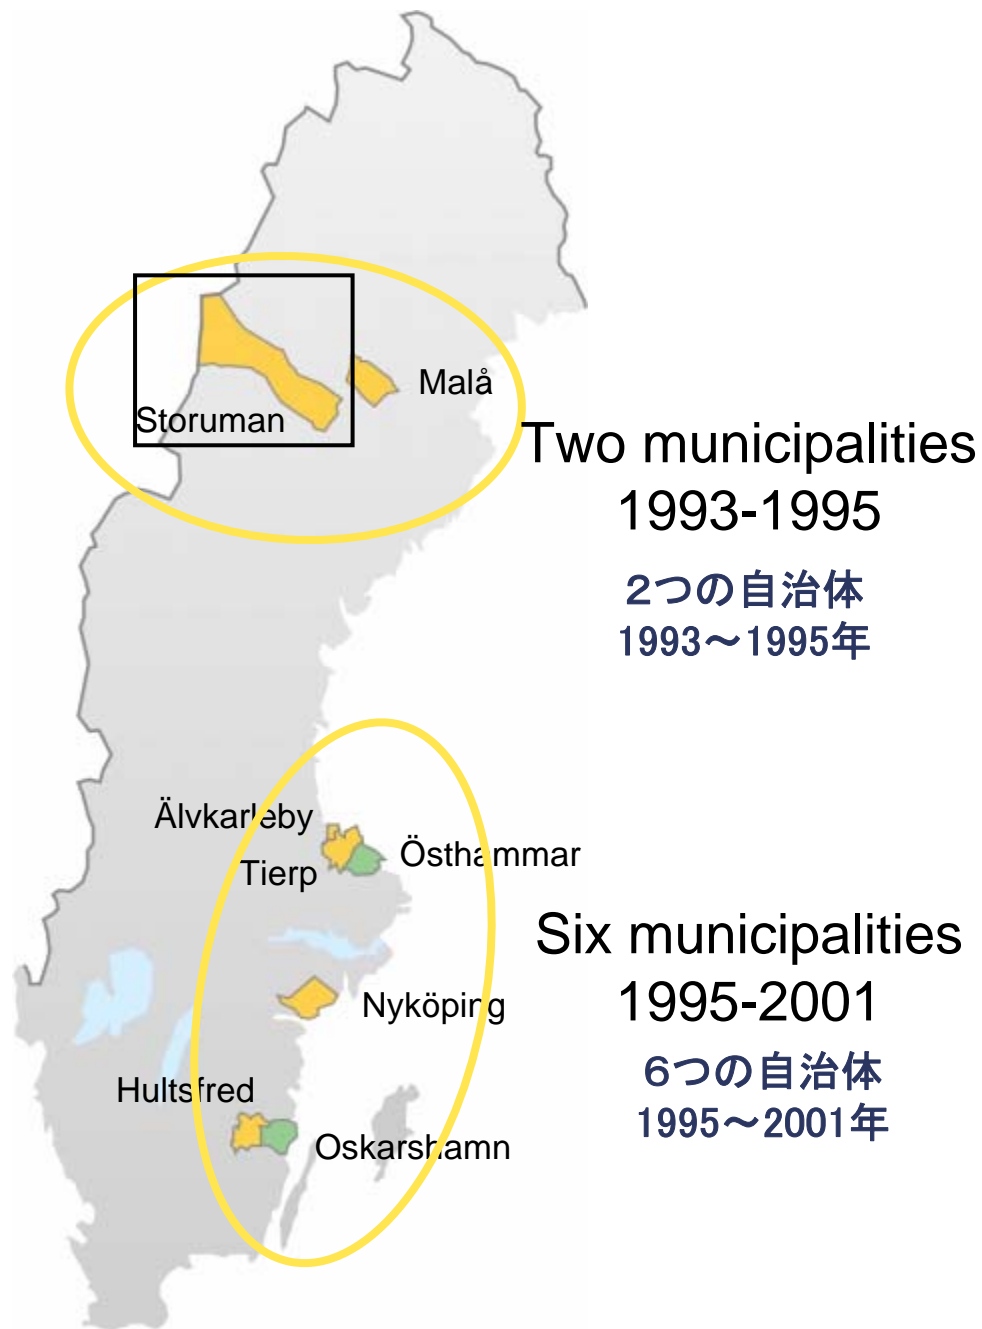 Malå
Storuman
Two municipalities
1993-1995
２つの自治体
1993～1995年
Älvkarleby
Östhammar
Tierp
Six municipalities
1995-2001
Nyköping
６つの自治体
1995～2001年
Hultsfred
Oskarshamn